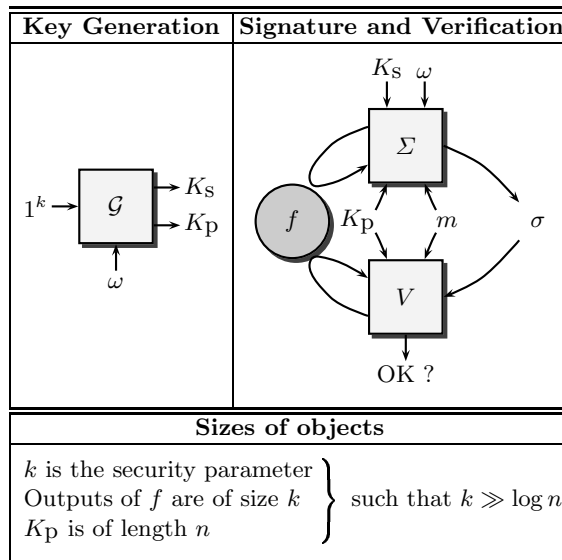 Key Generation
Signature and Verification
1^k
𝒢
K_s
K_p
ω
K_s ω
Σ
f
K_p m
σ
V
OK ?
Sizes of objects
k is the security parameter
Outputs of f are of size k
K_p is of length n
such that k ≫ log n